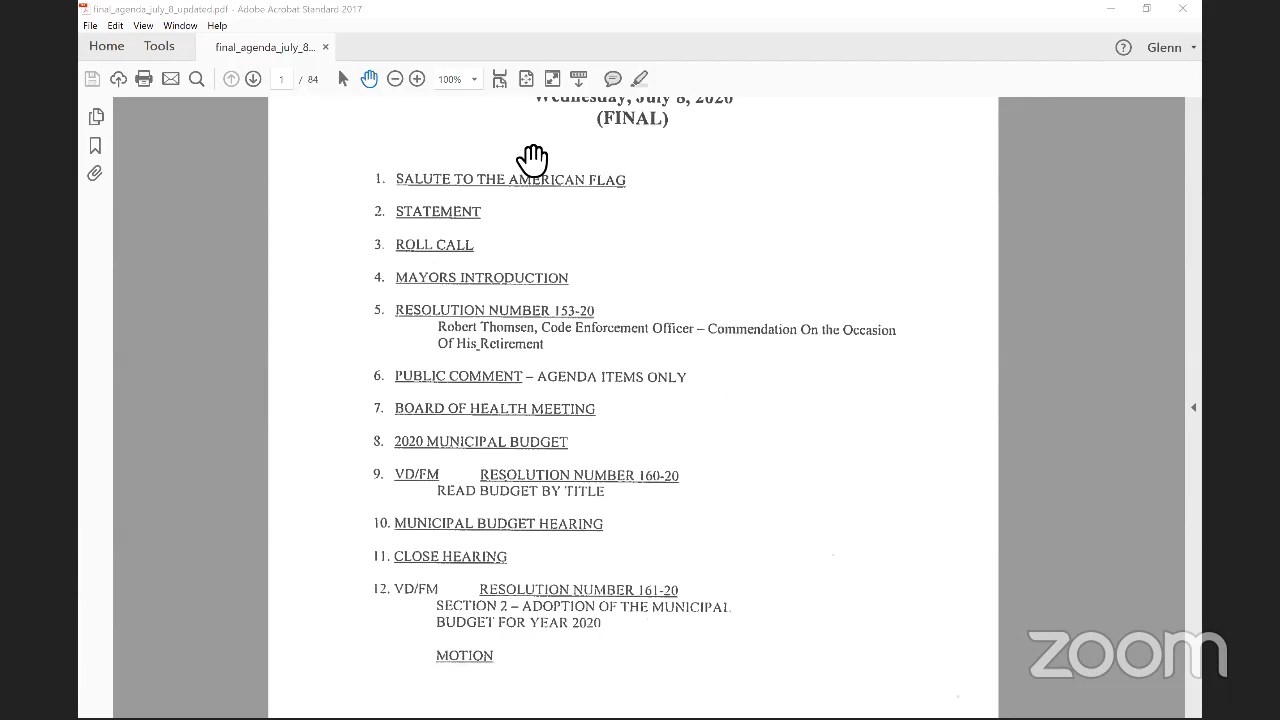 final_agenda_july_8_updated.pdf - Adobe Acrobat Standard 2017
File Edit View Window Help
Home Tools final_agenda_july_8... × Glenn
1 / 84 100%
Wednesday, July 8, 2020
(FINAL)
1. SALUTE TO THE AMERICAN FLAG
2. STATEMENT
3. ROLL CALL
4. MAYORS INTRODUCTION
5. RESOLUTION NUMBER 153-20
Robert Thomsen, Code Enforcement Officer – Commendation On the Occasion
Of His Retirement
6. PUBLIC COMMENT – AGENDA ITEMS ONLY
7. BOARD OF HEALTH MEETING
8. 2020 MUNICIPAL BUDGET
9. VD/FM RESOLUTION NUMBER 160-20
READ BUDGET BY TITLE
10. MUNICIPAL BUDGET HEARING
11. CLOSE HEARING
12. VD/FM RESOLUTION NUMBER 161-20
SECTION 2 – ADOPTION OF THE MUNICIPAL
BUDGET FOR YEAR 2020
MOTION
zoom